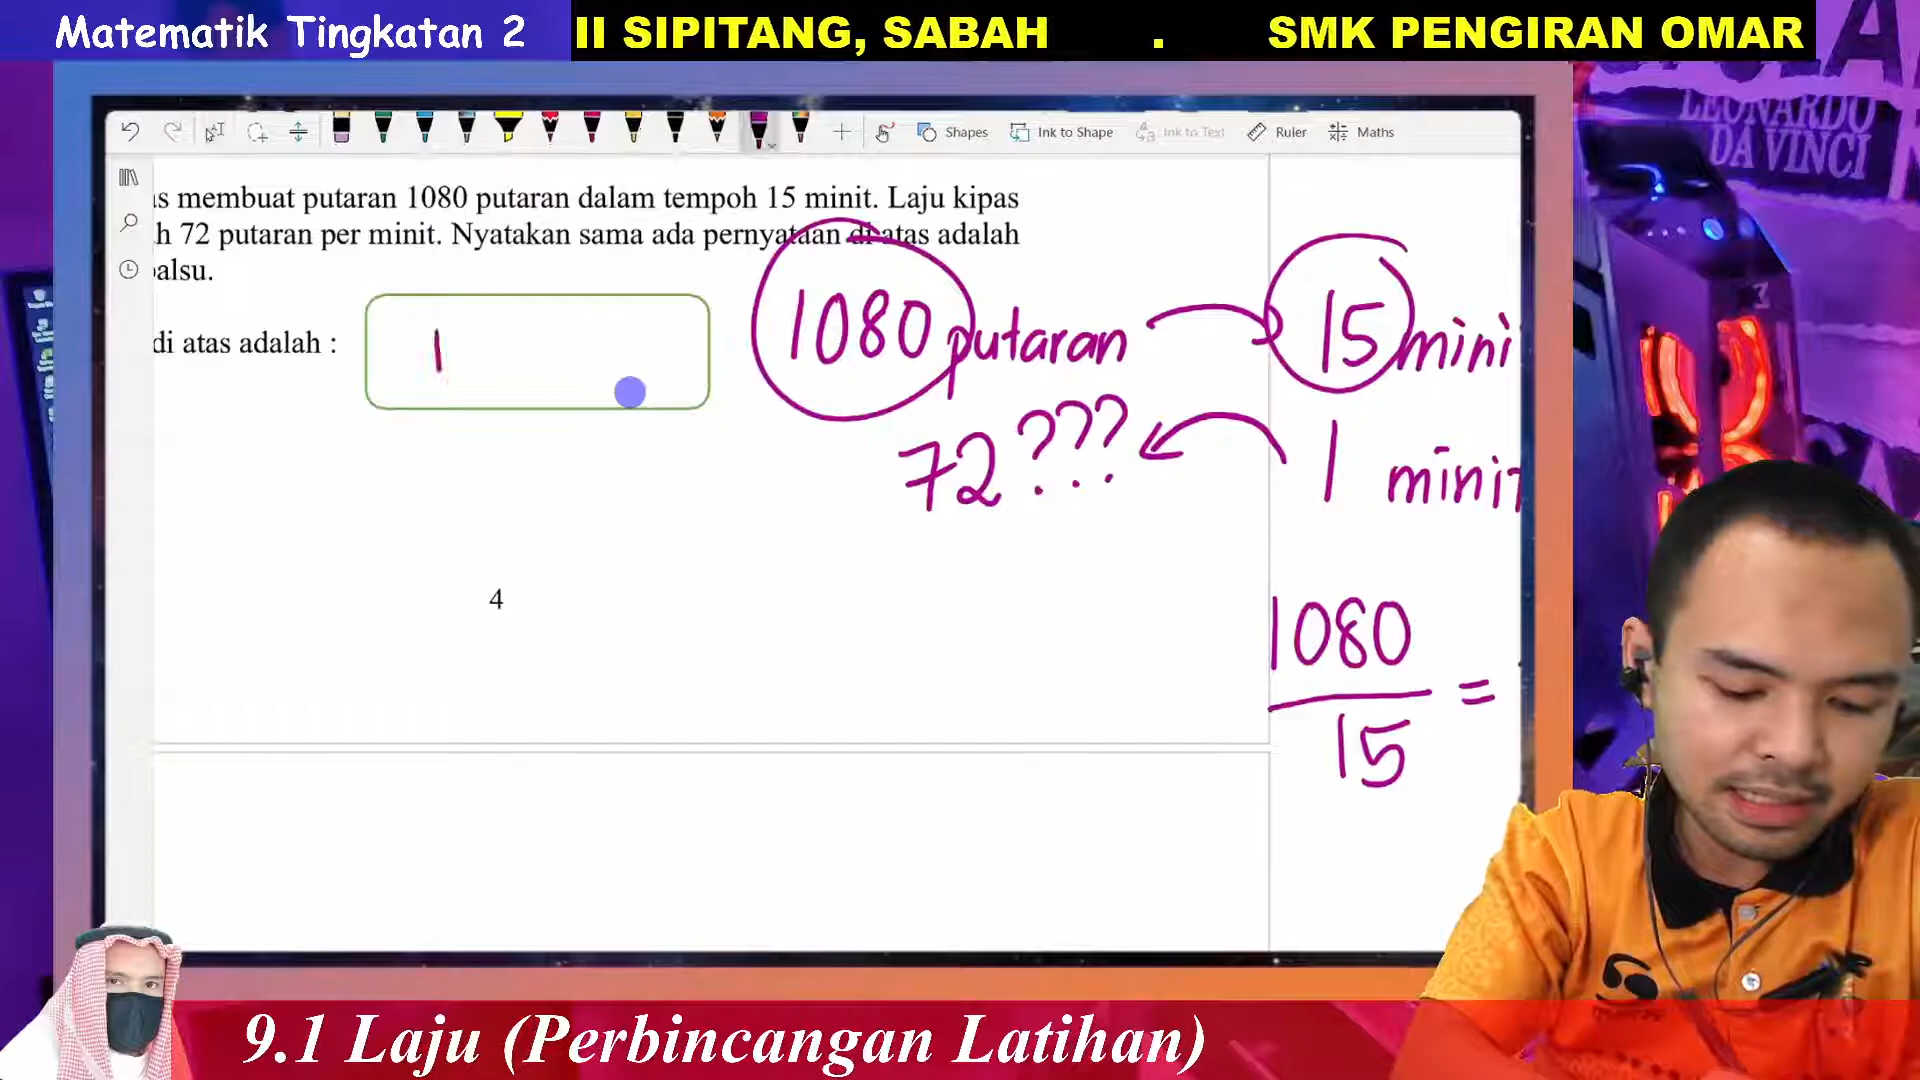 Matematik Tingkatan 2
II SIPITANG, SABAH . SMK PENGIRAN OMAR
LEONARDO
DA VINCI
Shapes Ink to Shape Ink to Text Ruler Maths
membuat putaran 1080 putaran dalam tempoh 15 minit. Laju kipas
h 72 putaran per minit. Nyatakan sama ada pernyataan di atas adalah
alsu.
di atas adalah :
1
1080 putaran 15 mini
72 ??? 1 minit
4
1080
=
15
9.1 Laju (Perbincangan Latihan)